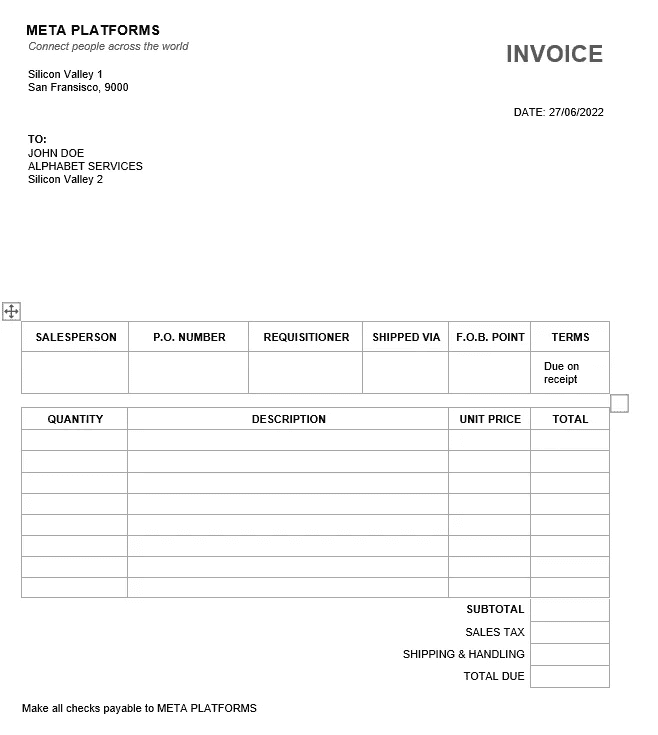 META PLATFORMS
Connect people across the world
INVOICE
Silicon Valley 1
San Fransisco, 9000
DATE: 27/06/2022
TO:
JOHN DOE
ALPHABET SERVICES
Silicon Valley 2
SALESPERSON P.O. NUMBER REQUISITIONER SHIPPED VIA F.O.B. POINT TERMS
Due on
receipt
QUANTITY DESCRIPTION UNIT PRICE TOTAL
SUBTOTAL
SALES TAX
SHIPPING & HANDLING
TOTAL DUE
Make all checks payable to META PLATFORMS